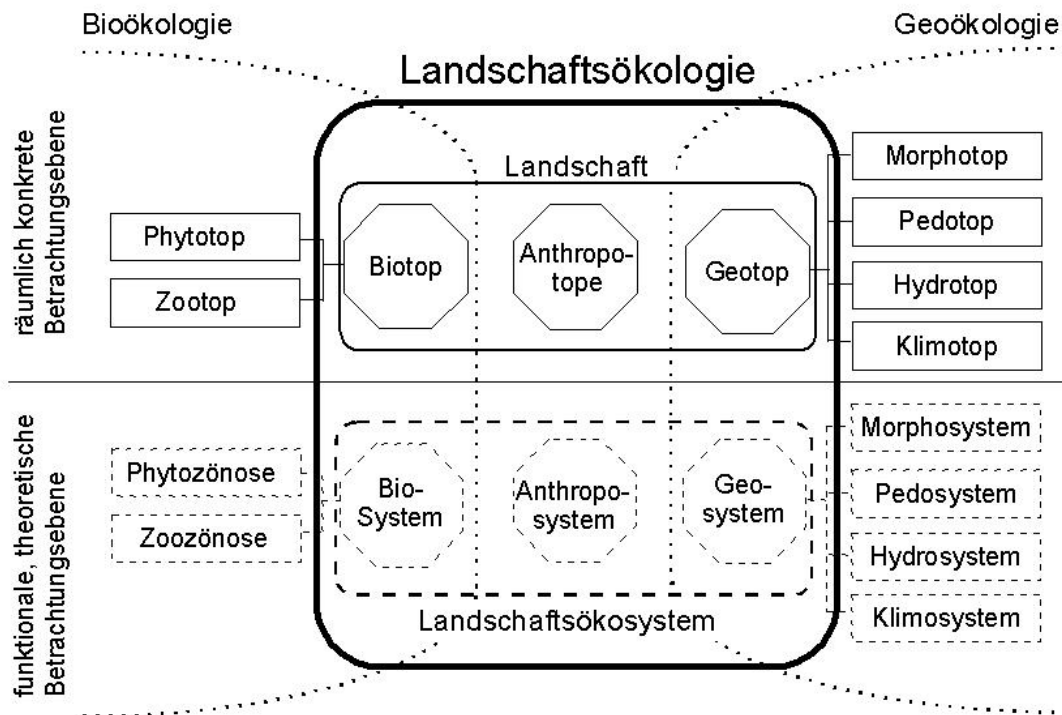 Bioökologie
Geoökologie
Landschaftsökologie
räumlich konkrete
Betrachtungsebene
Landschaft
Phytotop
Zootop
Biotop
Anthropo-
tope
Geotop
Morphotop
Pedotop
Hydrotop
Klimotop
funktionale, theoretische
Betrachtungsebene
Phytozönose
Zoozönose
Bio-
System
Anthropo-
system
Geo-
system
Morphosystem
Pedosystem
Hydrosystem
Klimosystem
Landschaftsökosystem